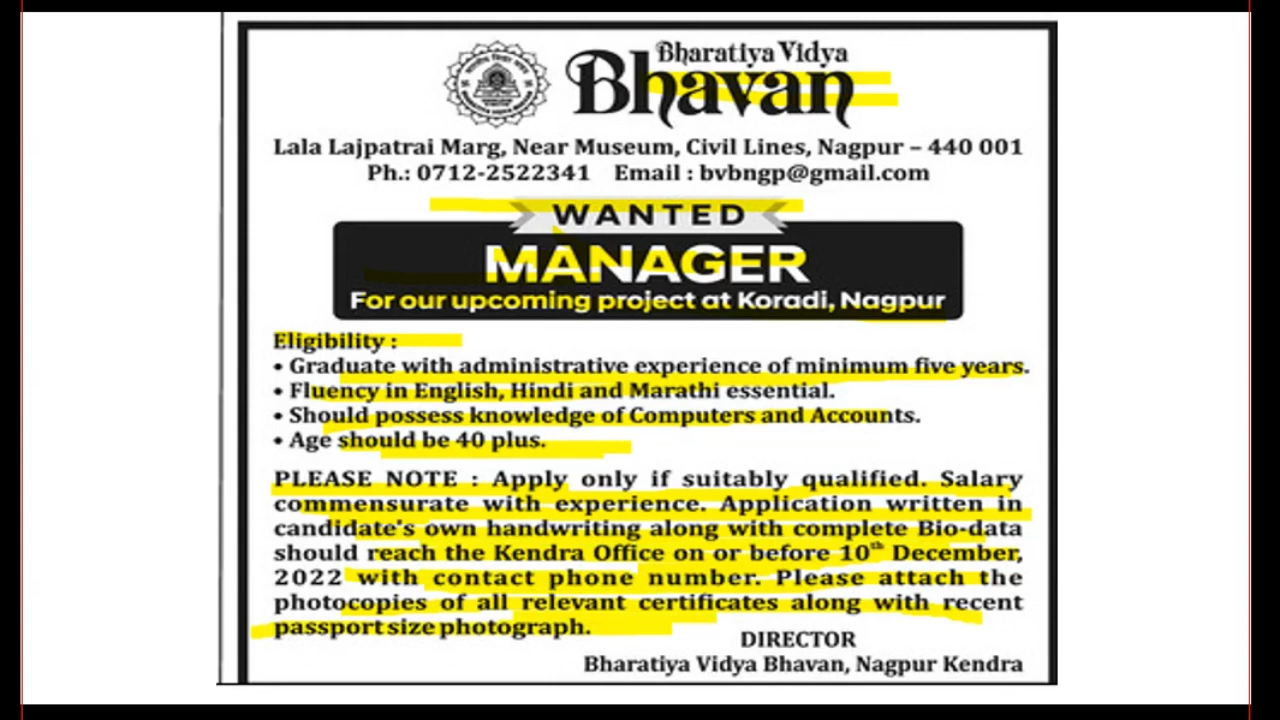 Bharatiya Vidya
Bhavan
Lala Lajpatrai Marg, Near Museum, Civil Lines, Nagpur – 440 001
Ph.: 0712-2522341 Email : bvbngp@gmail.com
WANTED
MANAGER
For our upcoming project at Koradi, Nagpur
Eligibility :
• Graduate with administrative experience of minimum five years.
• Fluency in English, Hindi and Marathi essential.
• Should possess knowledge of Computers and Accounts.
• Age should be 40 plus.
PLEASE NOTE : Apply only if suitably qualified. Salary
commensurate with experience. Application written in
candidate's own handwriting along with complete Bio-data
should reach the Kendra Office on or before 10th December,
2022 with contact phone number. Please attach the
photocopies of all relevant certificates along with recent
passport size photograph.
DIRECTOR
Bharatiya Vidya Bhavan, Nagpur Kendra